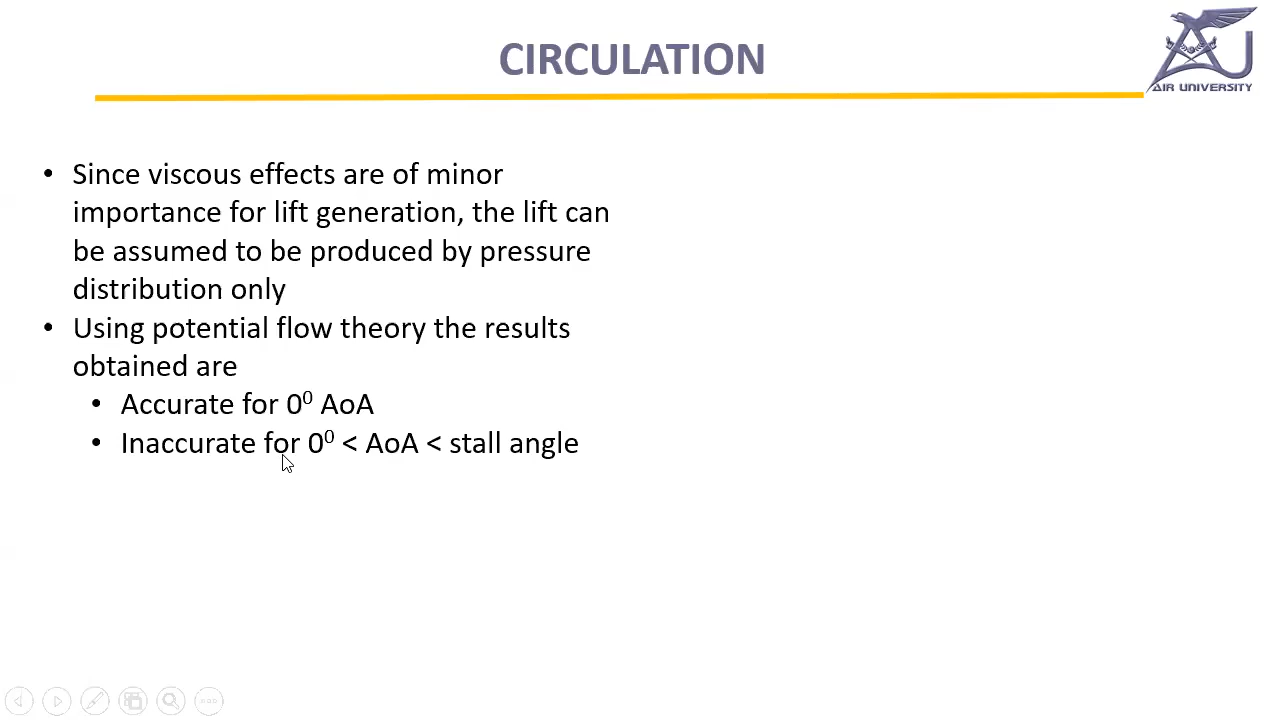 CIRCULATION
AIR UNIVERSITY
• Since viscous effects are of minor
importance for lift generation, the lift can
be assumed to be produced by pressure
distribution only
• Using potential flow theory the results
obtained are
• Accurate for 0⁰ AoA
• Inaccurate for 0⁰ < AoA < stall angle